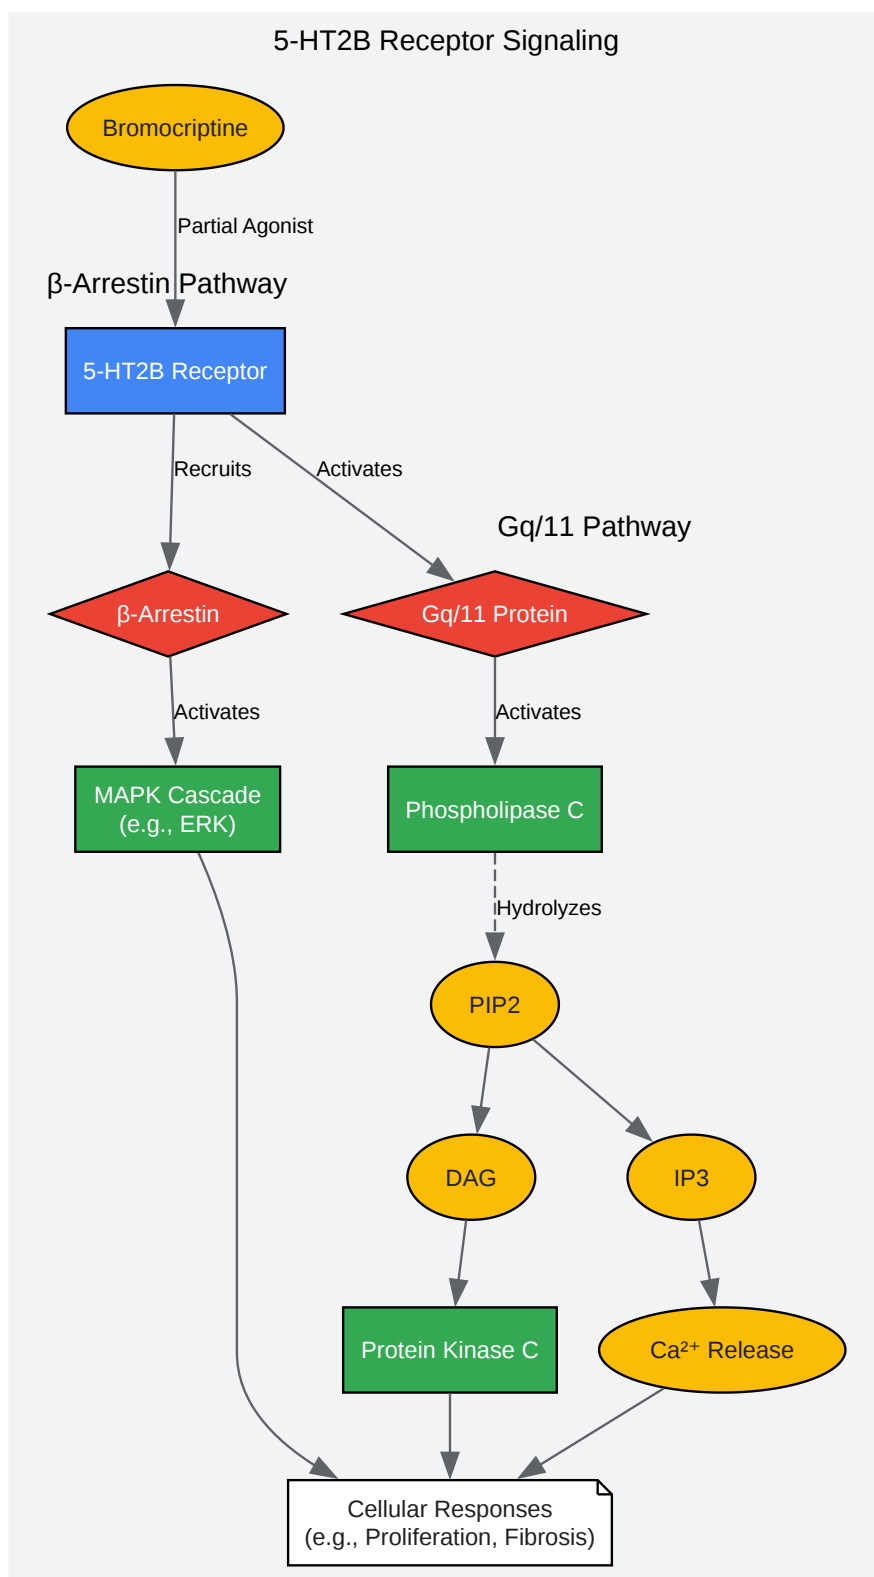 5-HT2B Receptor Signaling
Bromocriptine
Partial Agonist
β-Arrestin Pathway
5-HT2B Receptor
Recruits
Activates
Gq/11 Pathway
β-Arrestin
Gq/11 Protein
Activates
Activates
MAPK Cascade
(e.g., ERK)
Phospholipase C
Hydrolyzes
PIP2
DAG
IP3
Protein Kinase C
Ca²⁺ Release
Cellular Responses
(e.g., Proliferation, Fibrosis)